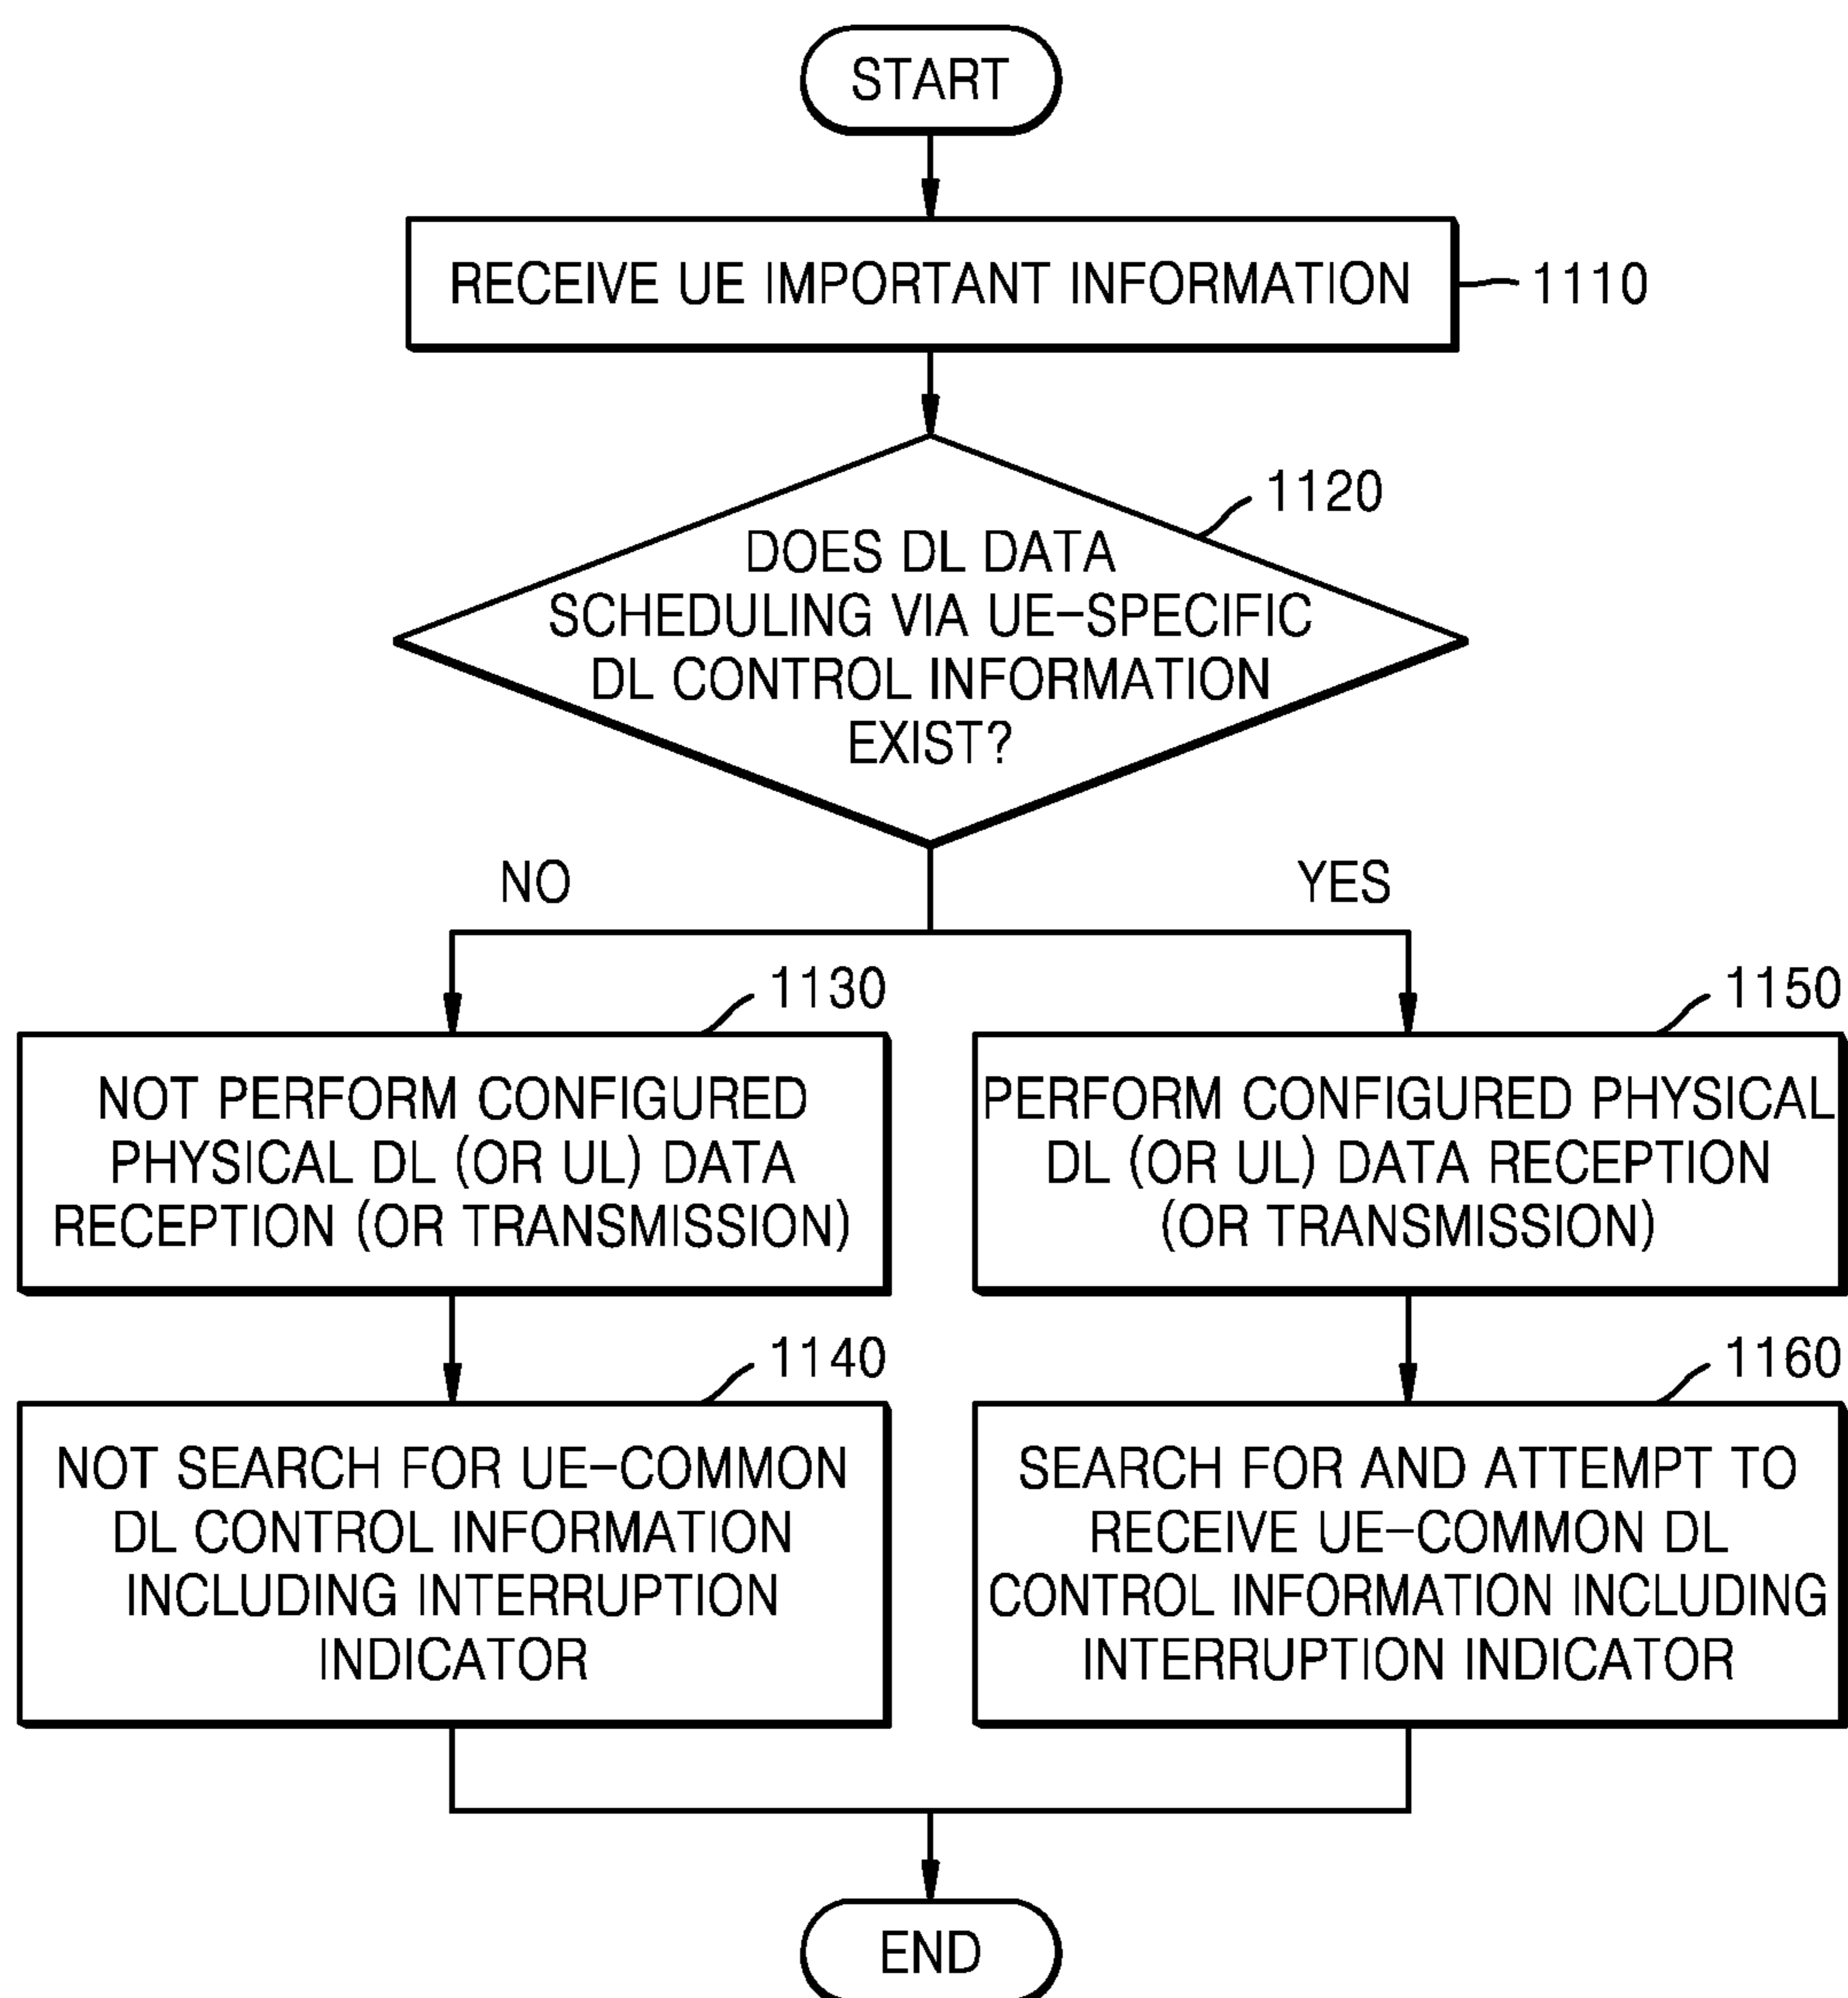 START
RECEIVE UE IMPORTANT INFORMATION
1110
1120
DOES DL DATA
SCHEDULING VIA UE-SPECIFIC
DL CONTROL INFORMATION
EXIST?
NO
YES
1130
NOT PERFORM CONFIGURED
PHYSICAL DL (OR UL) DATA
RECEPTION (OR TRANSMISSION)
1150
PERFORM CONFIGURED PHYSICAL
DL (OR UL) DATA RECEPTION
(OR TRANSMISSION)
1140
NOT SEARCH FOR UE-COMMON
DL CONTROL INFORMATION
INCLUDING INTERRUPTION
INDICATOR
1160
SEARCH FOR AND ATTEMPT TO
RECEIVE UE-COMMON DL
CONTROL INFORMATION INCLUDING
INTERRUPTION INDICATOR
END